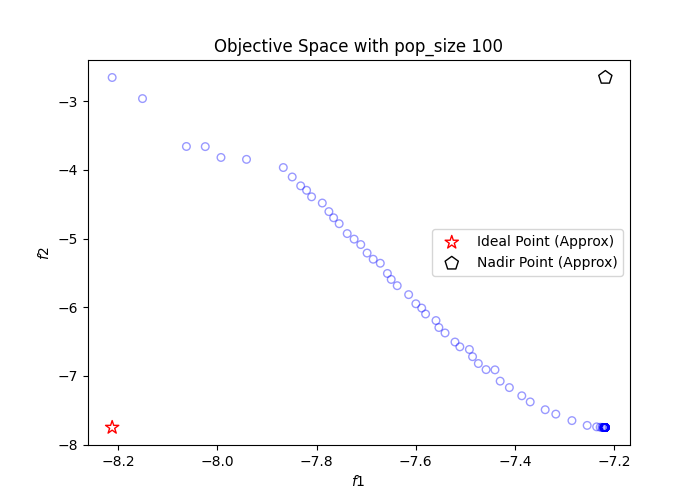 Objective Space with pop_size 100
f2
−3
−4
−5
−6
−7
−8
Ideal Point (Approx)
Nadir Point (Approx)
−8.2
−8.0
−7.8
−7.6
−7.4
−7.2
f1